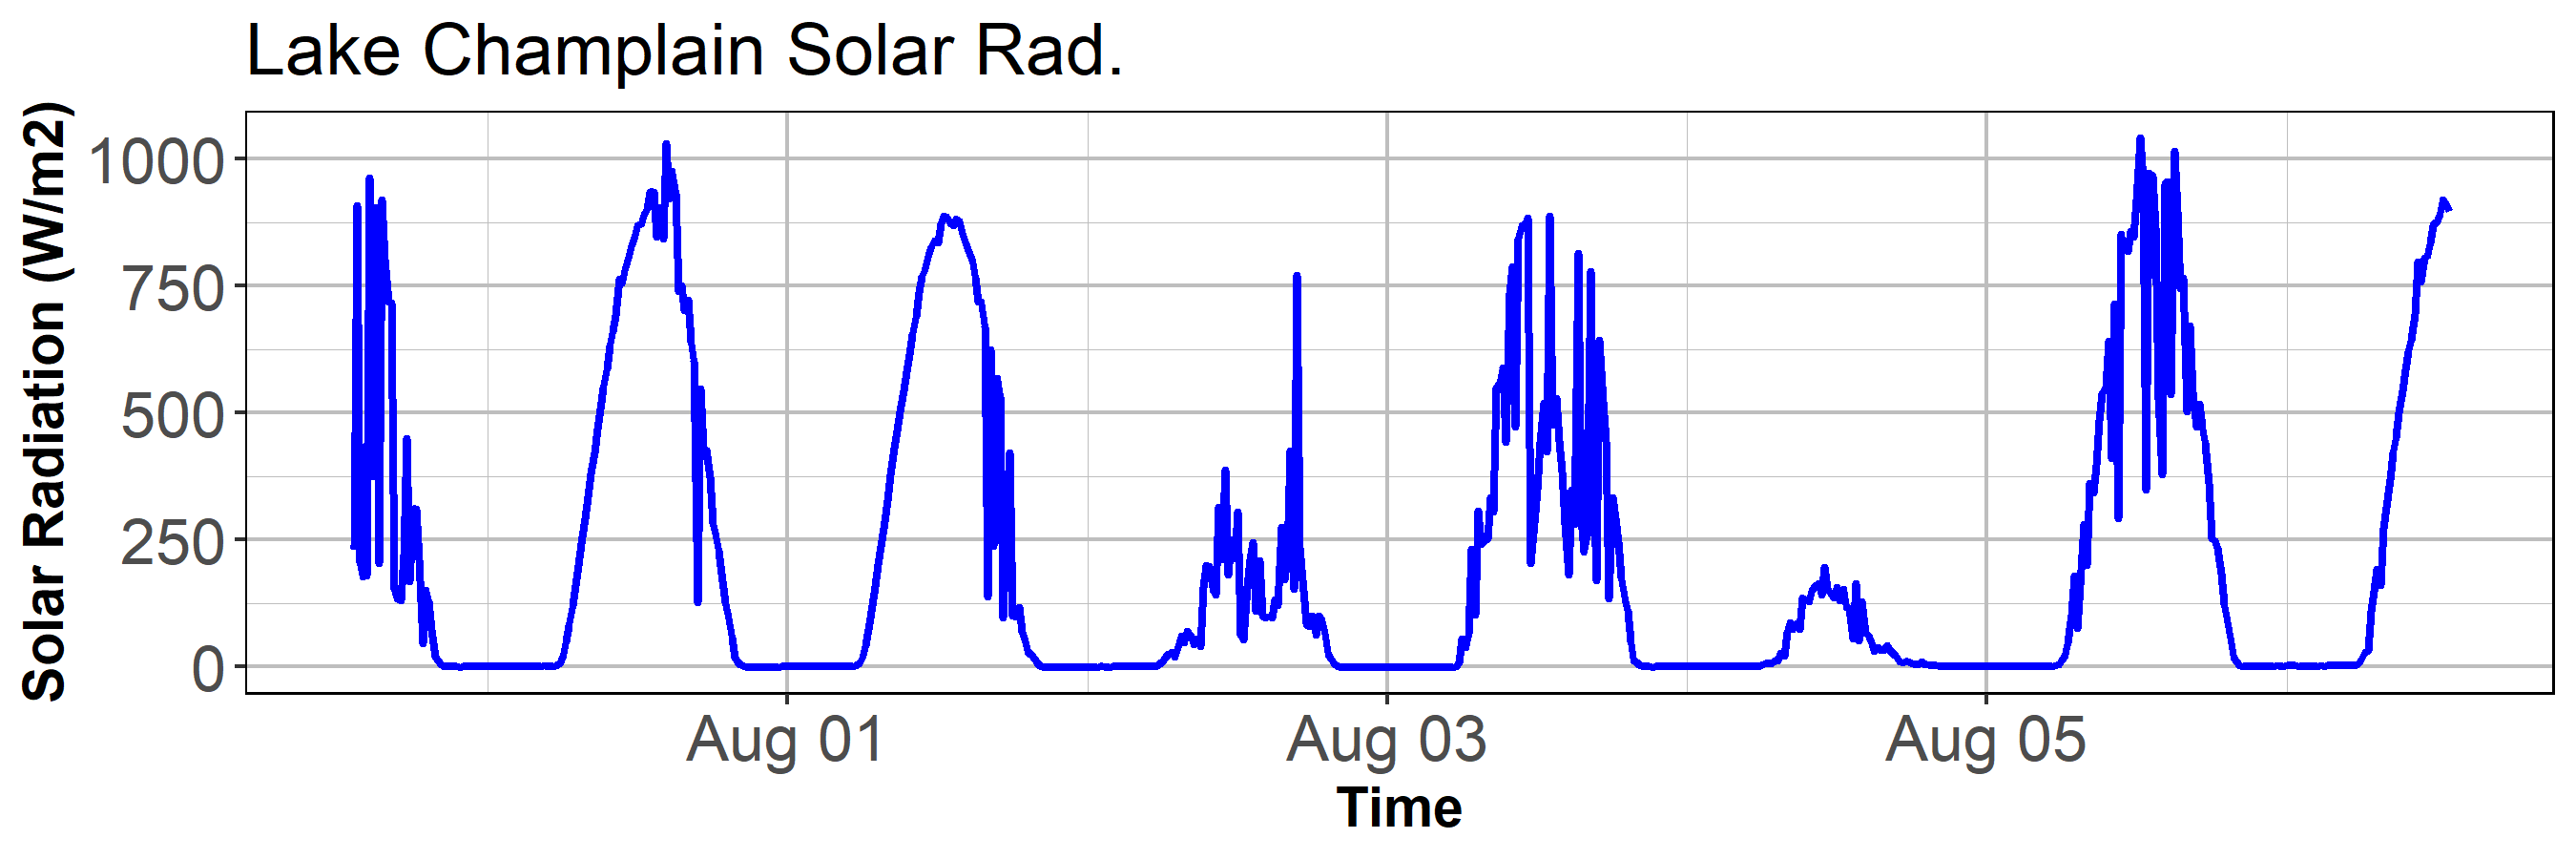 Lake Champlain Solar Rad.
Solar Radiation (W/m2)
1000
750
500
250
0
Aug 01
Aug 03
Aug 05
Time